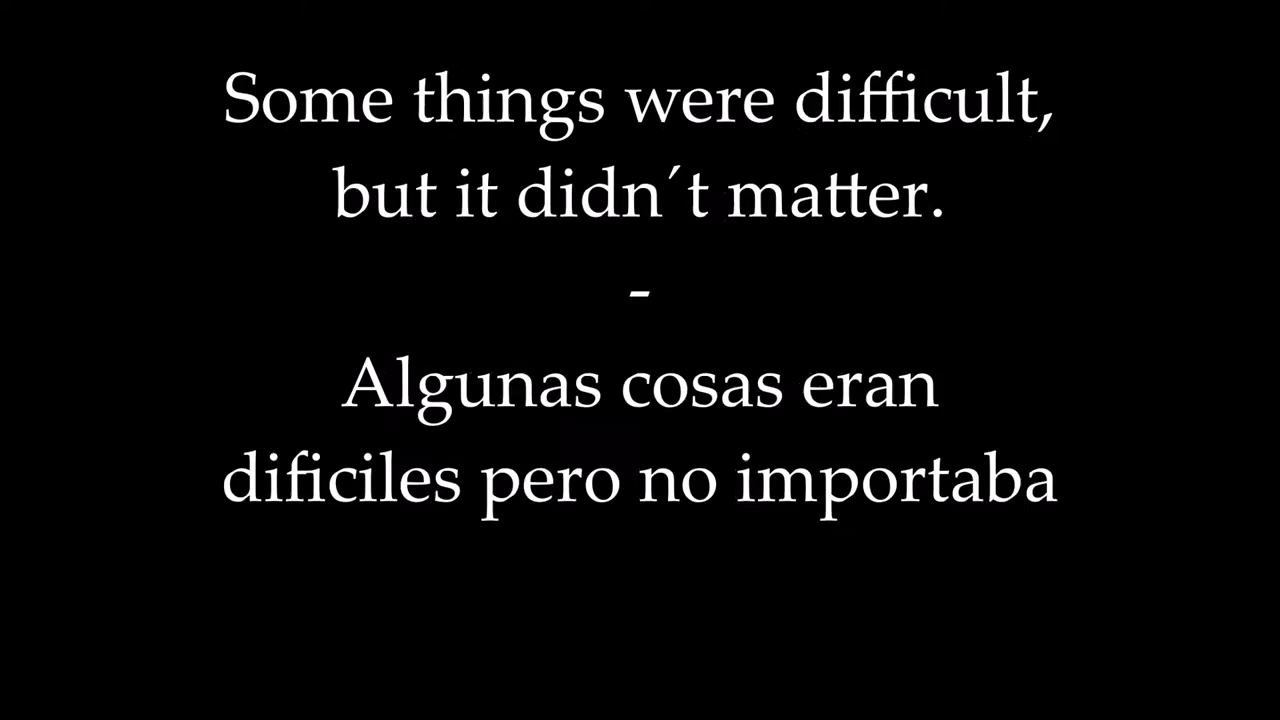 Some things were difficult,
but it didn´t matter.
-
Algunas cosas eran
dificiles pero no importaba